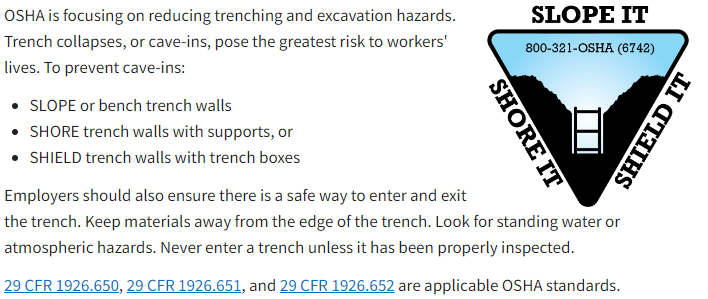 OSHA is focusing on reducing trenching and excavation hazards.
Trench collapses, or cave-ins, pose the greatest risk to workers'
lives. To prevent cave-ins:
• SLOPE or bench trench walls
• SHORE trench walls with supports, or
• SHIELD trench walls with trench boxes
Employers should also ensure there is a safe way to enter and exit
the trench. Keep materials away from the edge of the trench. Look for standing water or
atmospheric hazards. Never enter a trench unless it has been properly inspected.
29 CFR 1926.650, 29 CFR 1926.651, and 29 CFR 1926.652 are applicable OSHA standards.
SLOPE IT
800-321-OSHA (6742)
SHORE IT
SHIELD IT